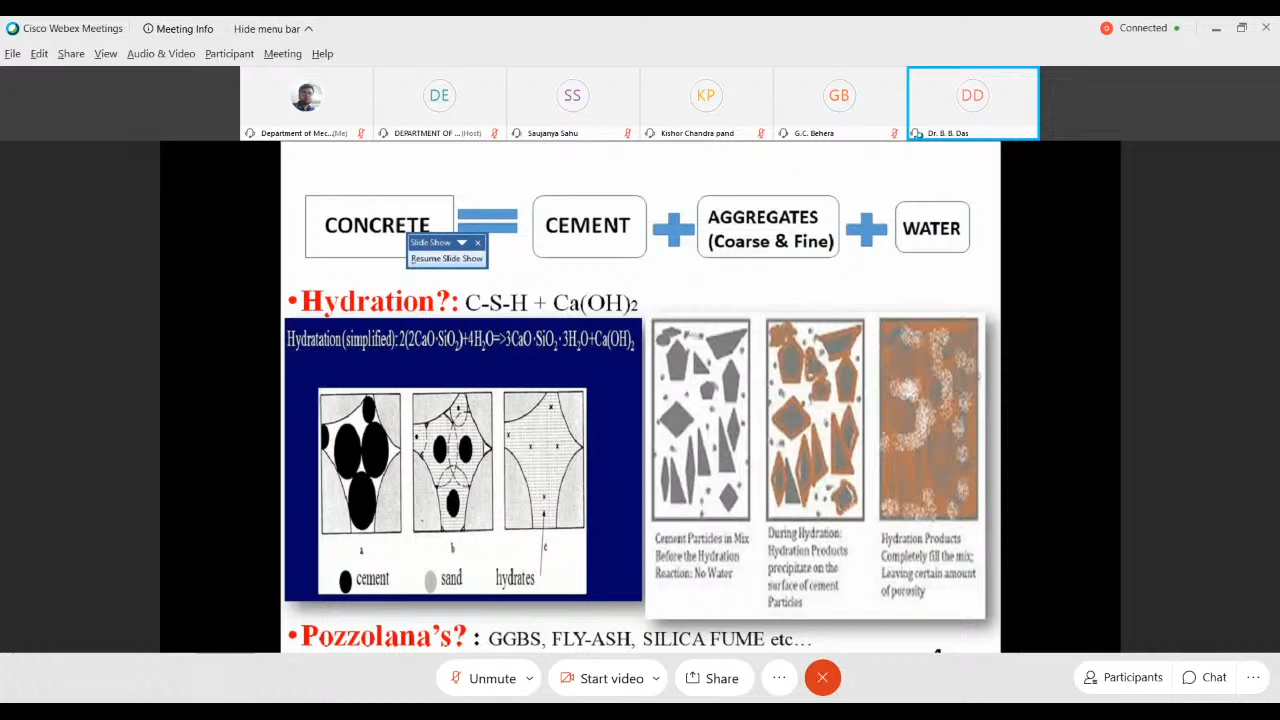 Cisco Webex Meetings
Meeting Info
Hide menu bar
Connected
File Edit Share View Audio & Video Participant Meeting Help
DE SS KP GB DD
Department of Mec... (Me)
DEPARTMENT OF ... (Host)
Saujanya Sahu
Kishor Chandra pand
G.C. Behera
Dr. B. B. Das
CONCRETE
CEMENT
AGGREGATES
(Coarse & Fine)
WATER
Slide Show
Resume Slide Show
•Hydration?: C-S-H + Ca(OH)2
Hydratation (simplified): 2(2CaO·SiO2)+4H2O=>3CaO·SiO2·3H2O+Ca(OH)2
a b c
cement sand hydrates
Cement Particles in Mix
Before the Hydration
Reaction: No Water
During Hydration:
Hydration Products
precipitate on the
surface of cement
Particles
Hydration Products
Completely fill the mix;
Leaving certain amount
of porosity
•Pozzolana's? : GGBS, FLY-ASH, SILICA FUME etc...
Unmute
Start video
Share
Participants
Chat